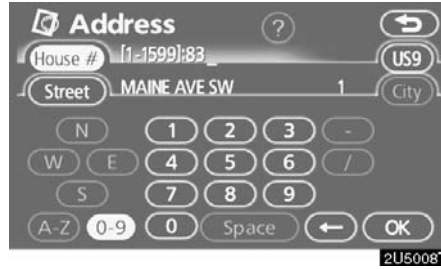 Address ?
House # [1-1599]:83_ US9
Street MAINE AVE SW 1 City
N 1 2 3 -
W E 4 5 6 /
S 7 8 9
A-Z 0-9 0 Space ← OK
2U5008